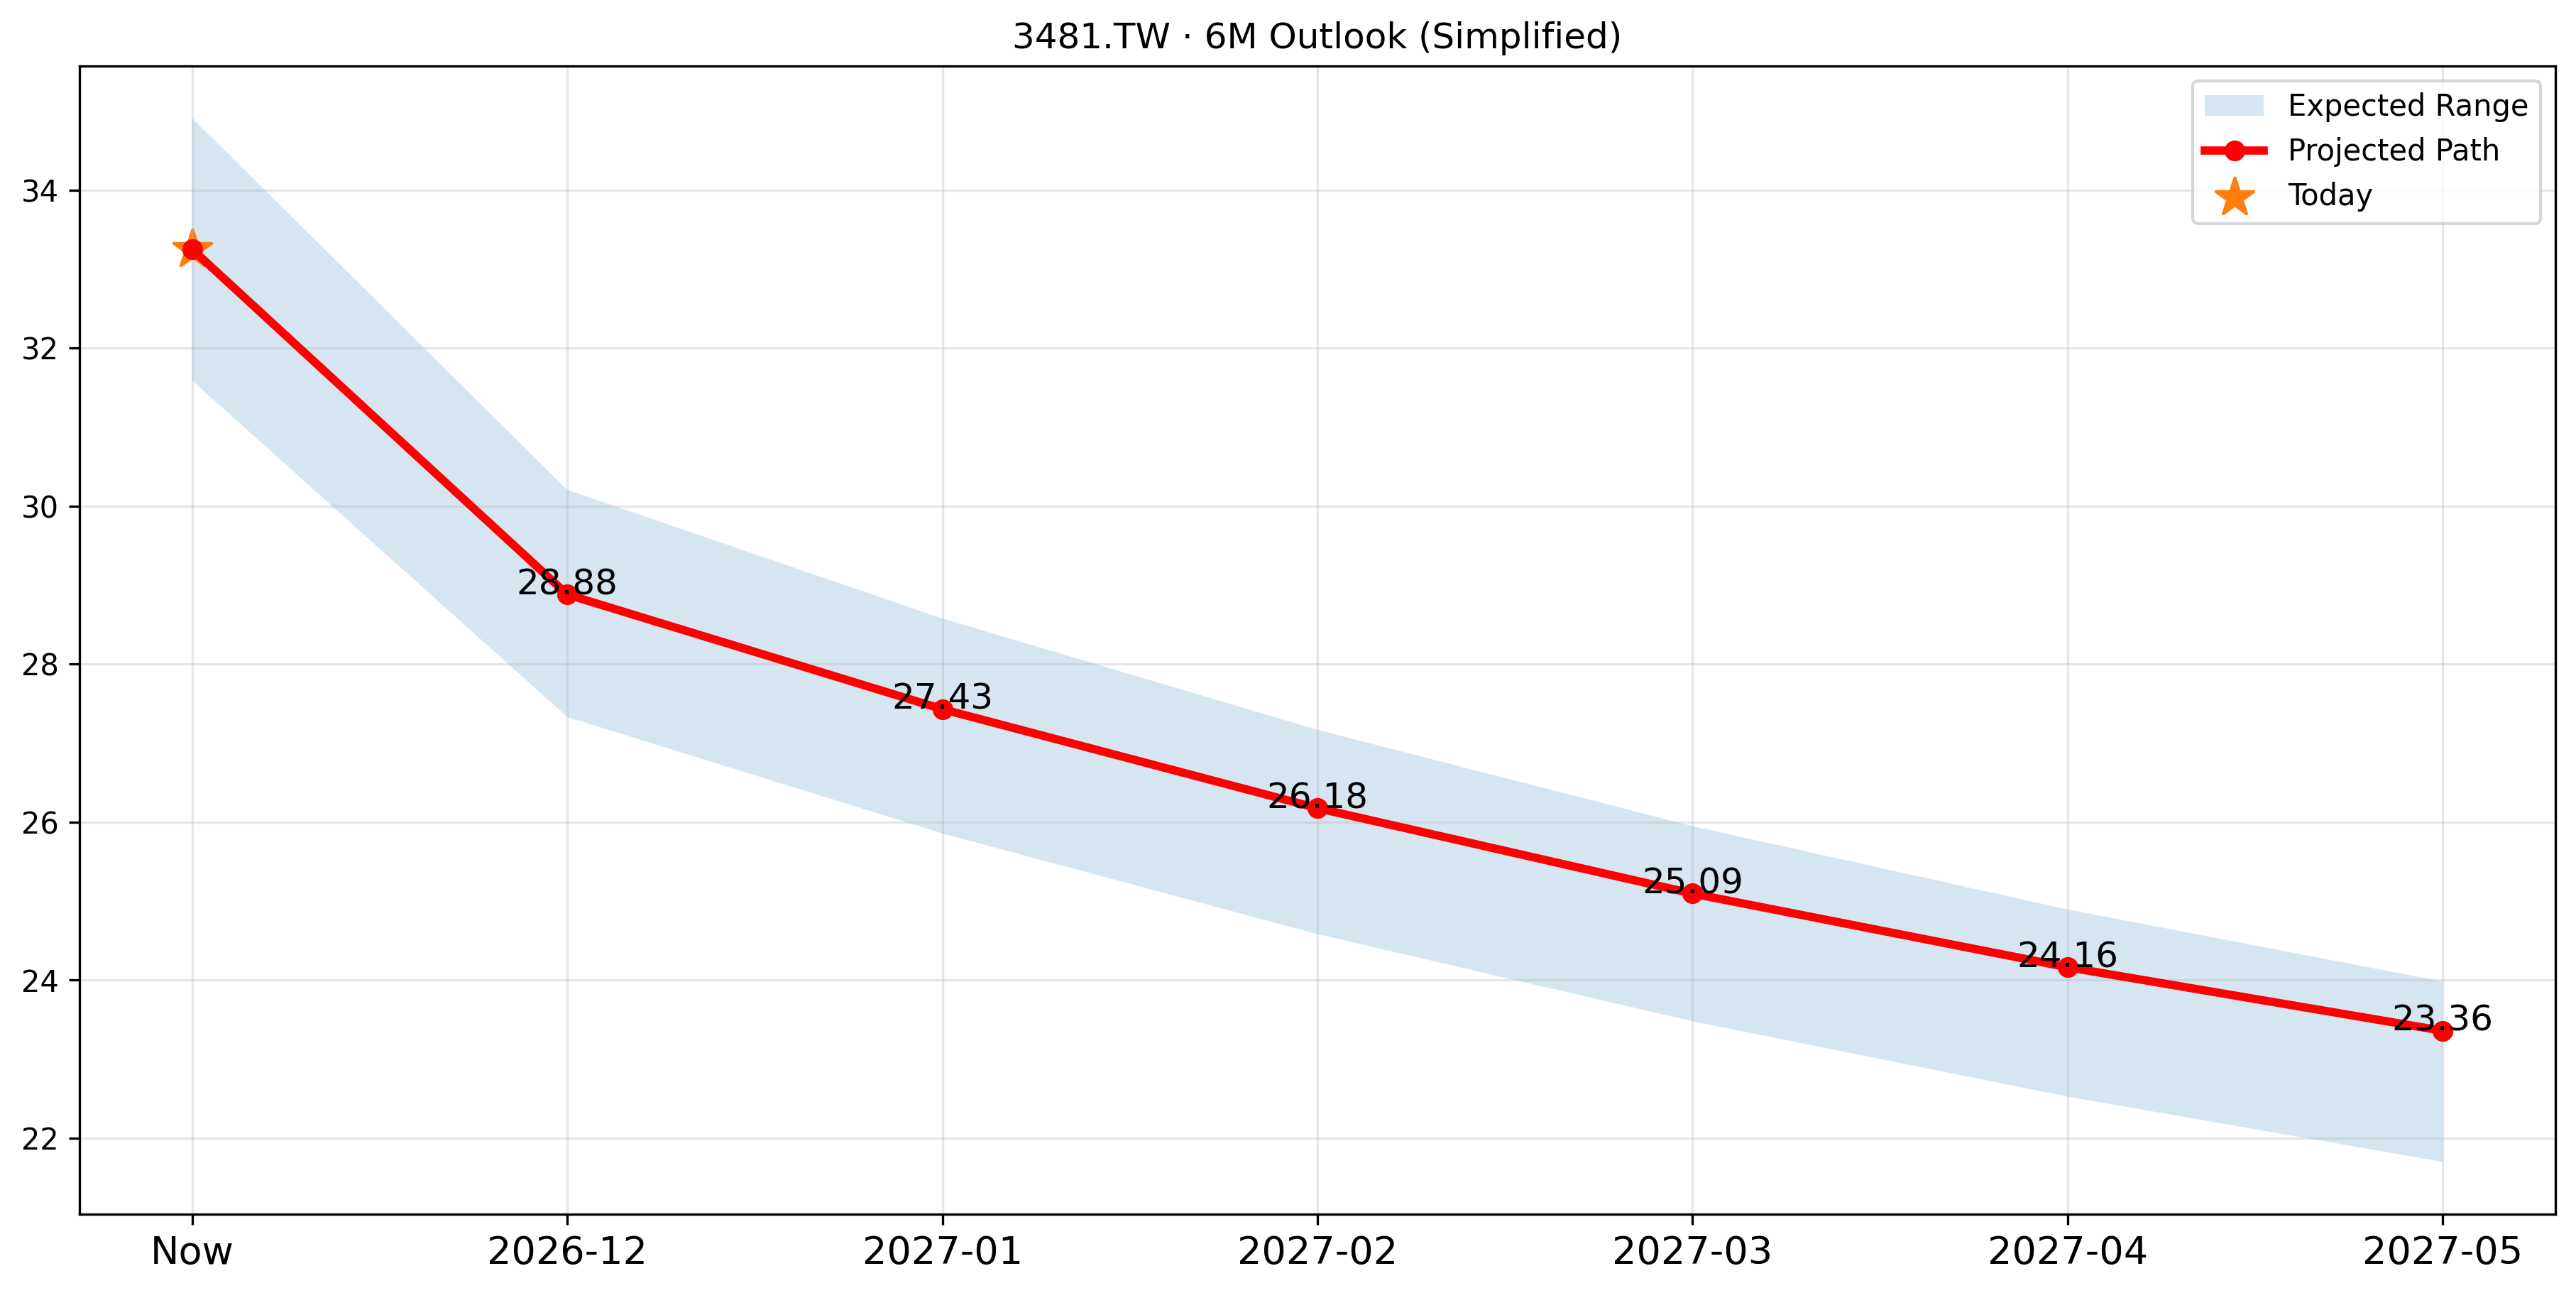 3481.TW · 6M Outlook (Simplified)
Expected Range
Projected Path
Today
34
32
30
28
26
24
22
28.88
27.43
26.18
25.09
24.16
23.36
Now 2026-12 2027-01 2027-02 2027-03 2027-04 2027-05